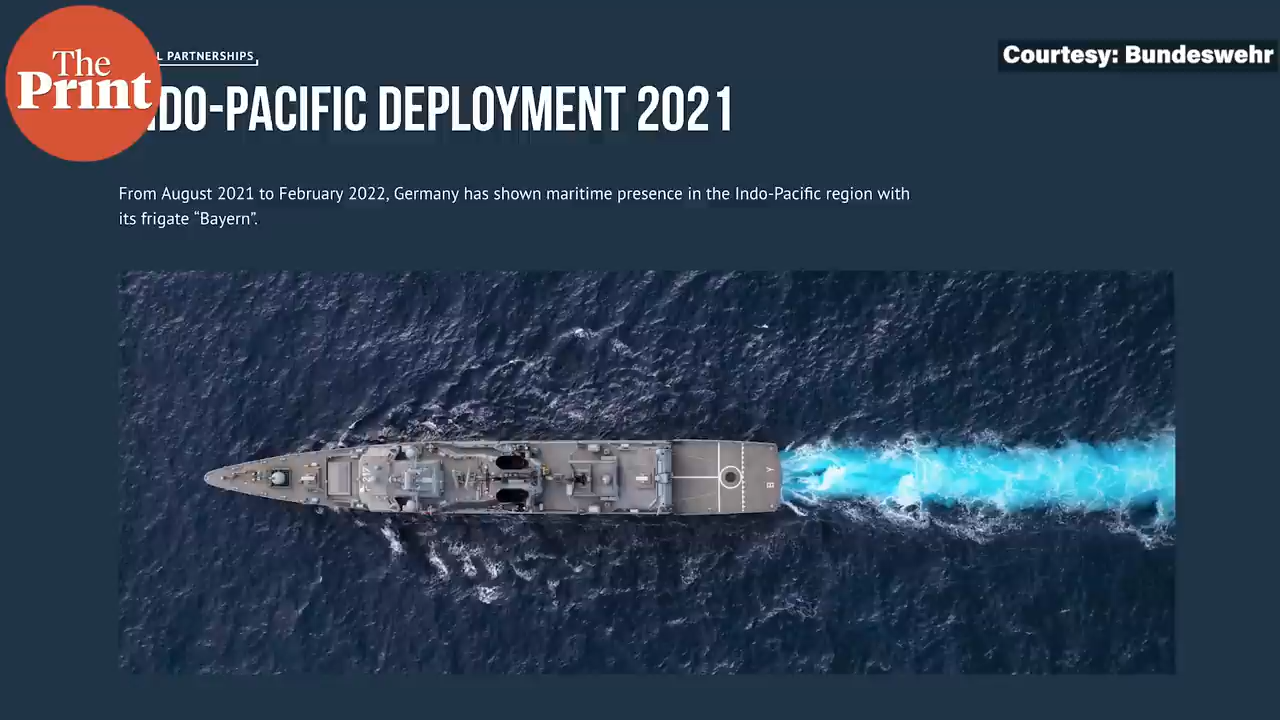 The
Print
L PARTNERSHIPS
Courtesy: Bundeswehr
NDO-PACIFIC DEPLOYMENT 2021
From August 2021 to February 2022, Germany has shown maritime presence in the Indo-Pacific region with
its frigate “Bayern”.
BY